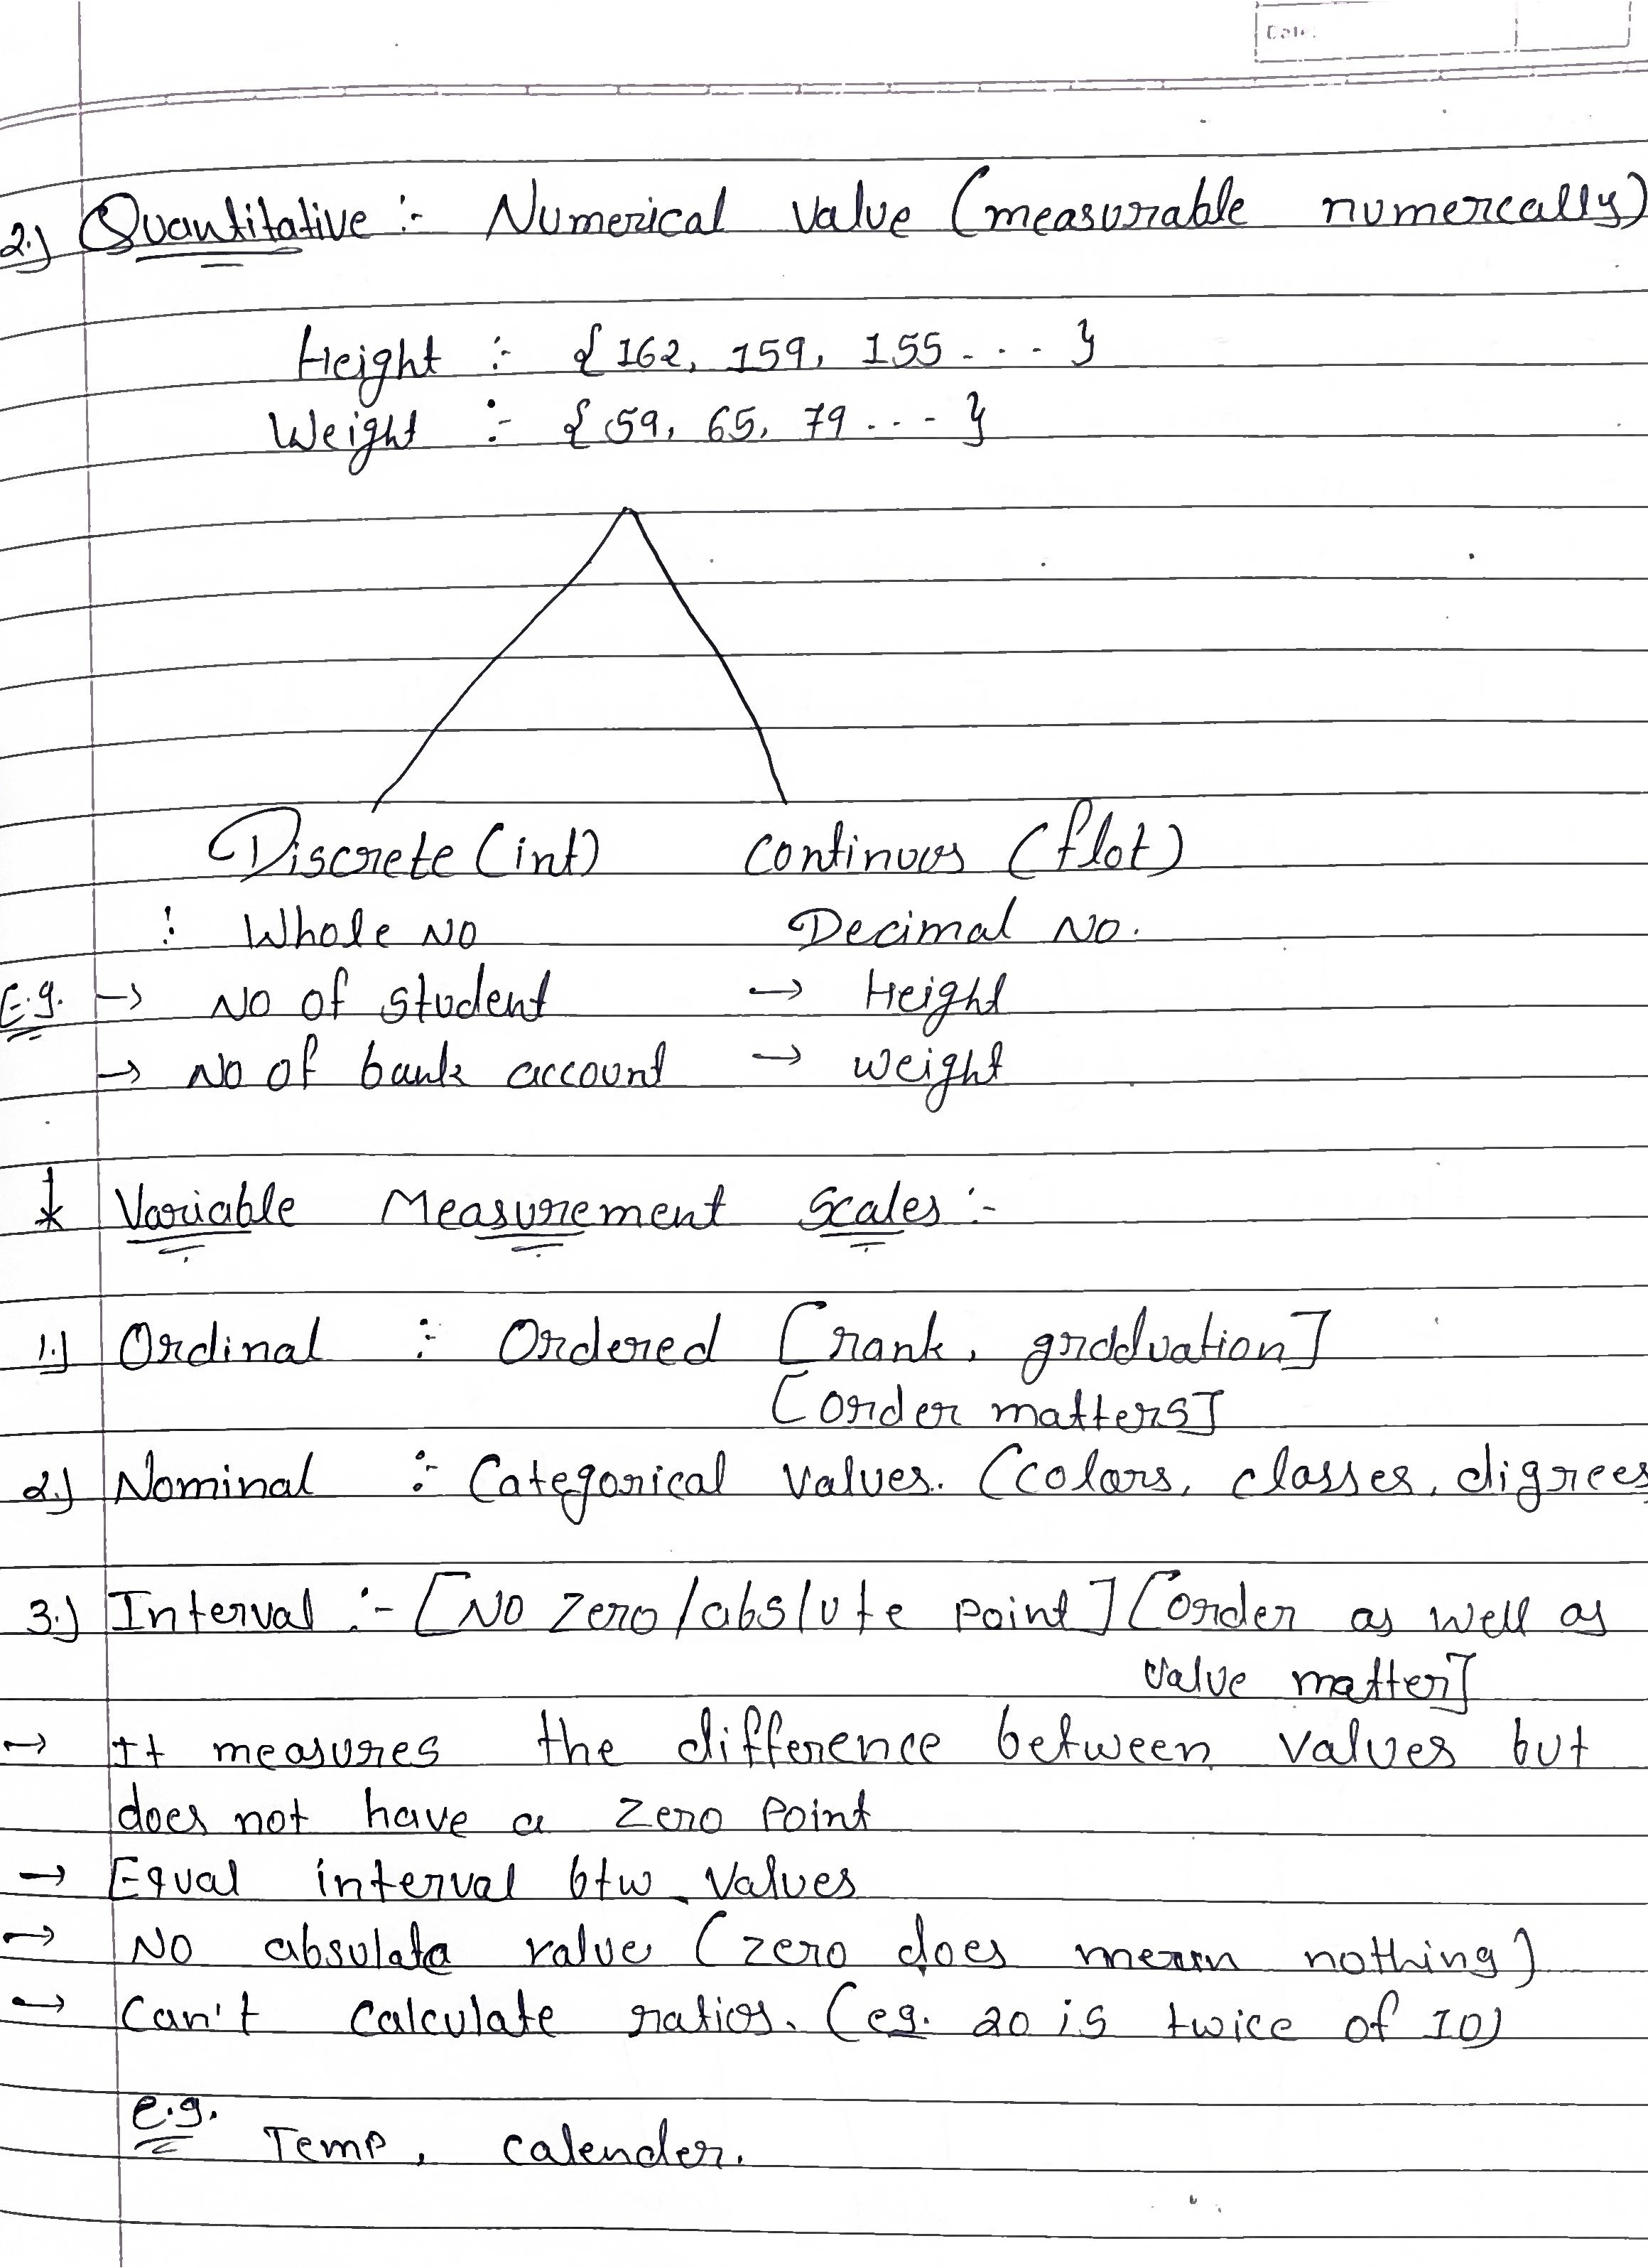 Date:
2.) Quantitative :- Numerical value (measurable numercally)
Height :- {162, 159, 155 - - - }
Weight :- {59, 65, 79 - - - }
Discrete (int) continuos (flot)
: Whole NO Decimal NO.
E.g. → NO of student → Height
→ NO of bank account → weight
* Variable Measurement Scales :-
1.) Ordinal :- Ordered [rank, graduation]
[order matters]
2.) Nominal :- Categorical values. (colors, classes, digrees
3.) Interval :- [NO zero/abslute point] [order as well as
value matter]
→ It measures the difference between values but
does not have a zero point
→ Equal interval btw values
→ NO absulata value (zero does mean nothing)
→ Can't calculate ratios. (eg. 20 is twice of 10)
e.g.
Temp, calender.